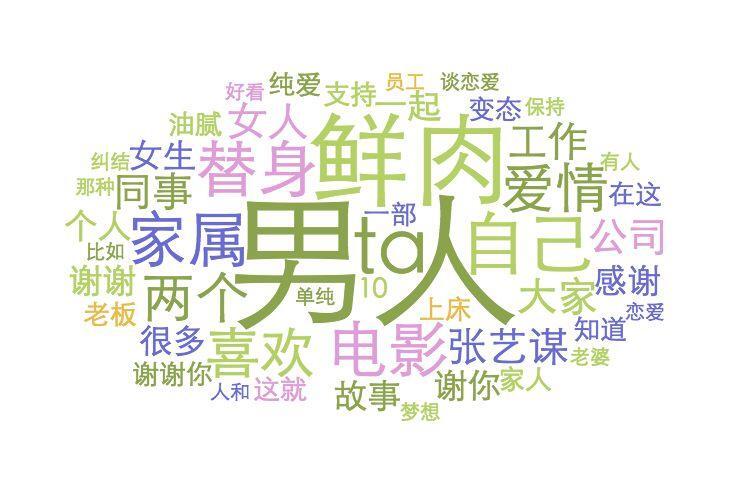 纯爱
员工
谈恋爱
好看
支持
一起
变态
保持
油腻
女人
鲜肉
工作
纠结
女生
替身
有人
那种
同事
爱情
在这
男人
一部
个人
家属
ta
自己
公司
比如
谢谢
两个
单纯
10
大家
感谢
老板
上床
恋爱
很多
喜欢
电影
张艺谋
知道
谢谢你
老婆
人和
这就
故事
谢你
家人
梦想